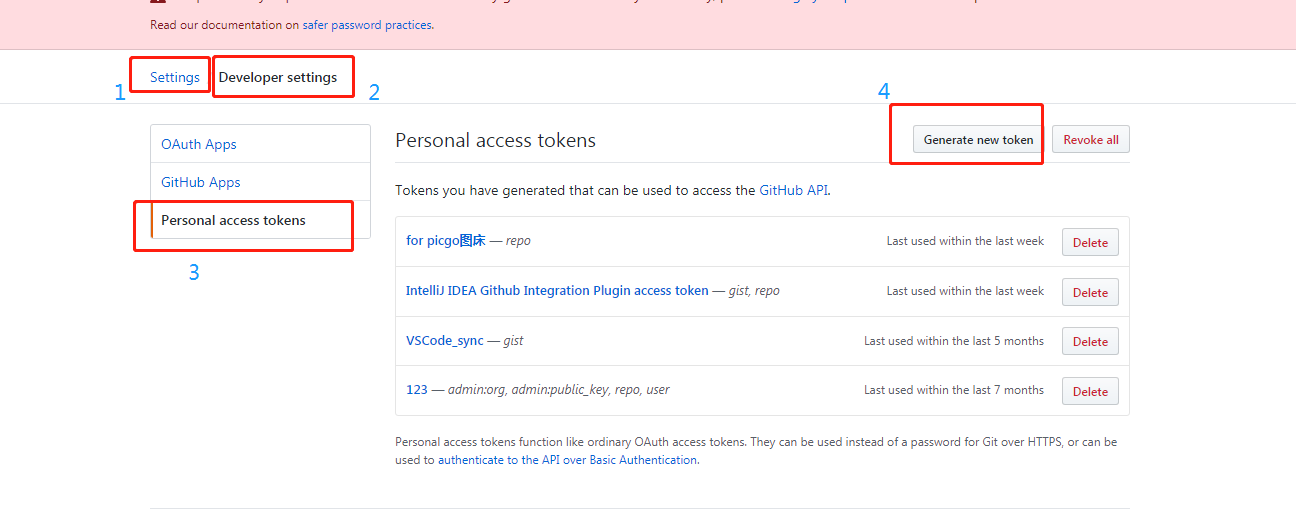 Read our documentation on safer password practices.
1 Settings Developer settings 2
4
OAuth Apps
GitHub Apps
Personal access tokens
3
Personal access tokens Generate new token Revoke all
Tokens you have generated that can be used to access the GitHub API.
for picgo图床 — repo Last used within the last week Delete
IntelliJ IDEA Github Integration Plugin access token — gist, repo Last used within the last week Delete
VSCode_sync — gist Last used within the last 5 months Delete
123 — admin:org, admin:public_key, repo, user Last used within the last 7 months Delete
Personal access tokens function like ordinary OAuth access tokens. They can be used instead of a password for Git over HTTPS, or can be
used to authenticate to the API over Basic Authentication.